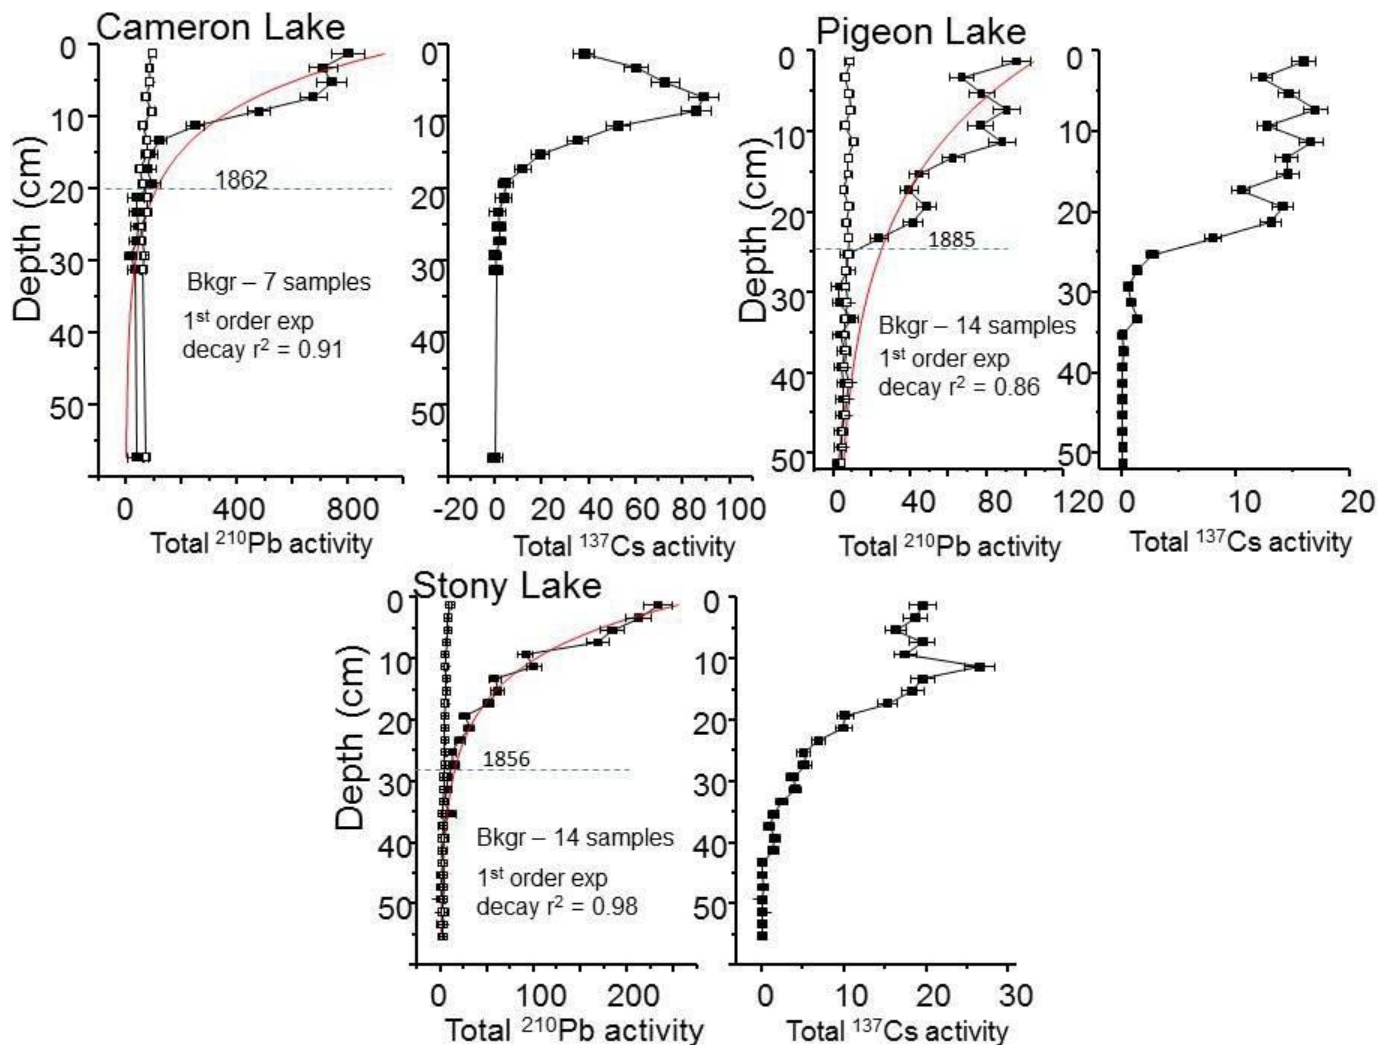 Cameron Lake
Pigeon Lake
0
10
20
30
40
50
Depth (cm)
1862
Bkgr – 7 samples
1st order exp
decay r² = 0.91
0 400 800
Total ²¹⁰Pb activity
0
10
20
30
40
50
-20 0 20 40 60 80 100
Total ¹³⁷Cs activity
0
10
20
30
40
50
Depth (cm)
1885
Bkgr – 14 samples
1st order exp
decay r² = 0.86
0 40 80 120
Total ²¹⁰Pb activity
0
10
20
30
40
50
0 10 20
Total ¹³⁷Cs activity
Stony Lake
0
10
20
30
40
50
Depth (cm)
1856
Bkgr – 14 samples
1st order exp
decay r² = 0.98
0 100 200
Total ²¹⁰Pb activity
0
10
20
30
40
50
0 10 20 30
Total ¹³⁷Cs activity